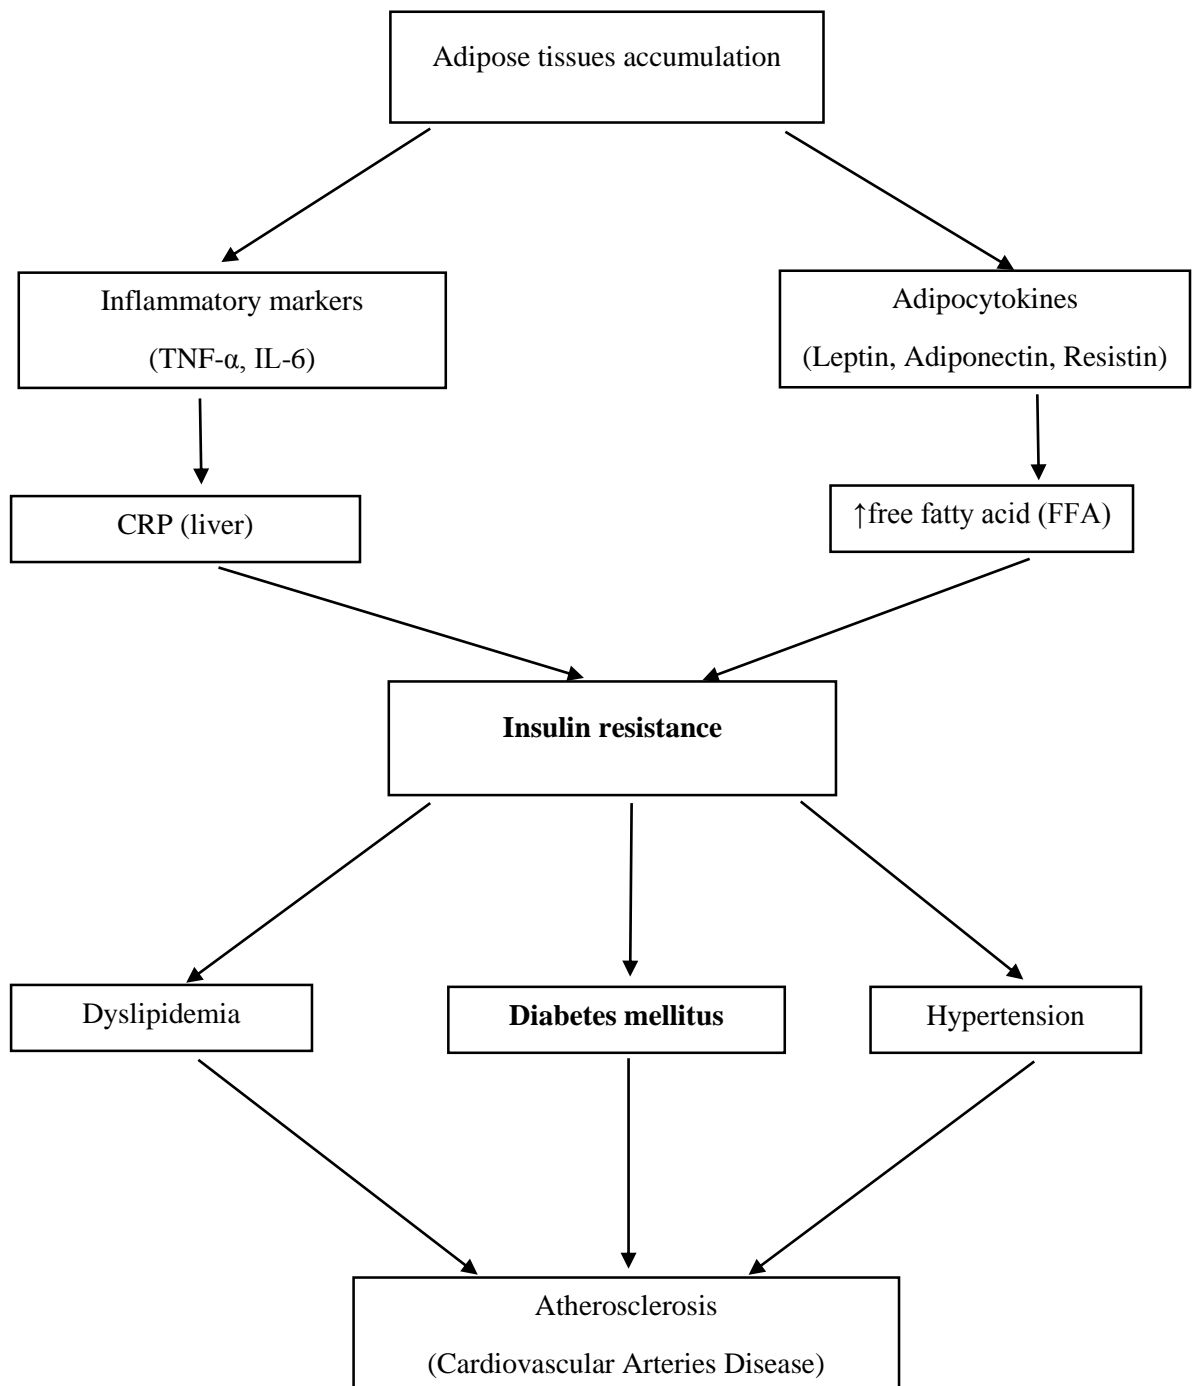 Adipose tissues accumulation
Inflammatory markers
(TNF-α, IL-6)
Adipocytokines
(Leptin, Adiponectin, Resistin)
CRP (liver)
↑free fatty acid (FFA)
Insulin resistance
Dyslipidemia
Diabetes mellitus
Hypertension
Atherosclerosis
(Cardiovascular Arteries Disease)